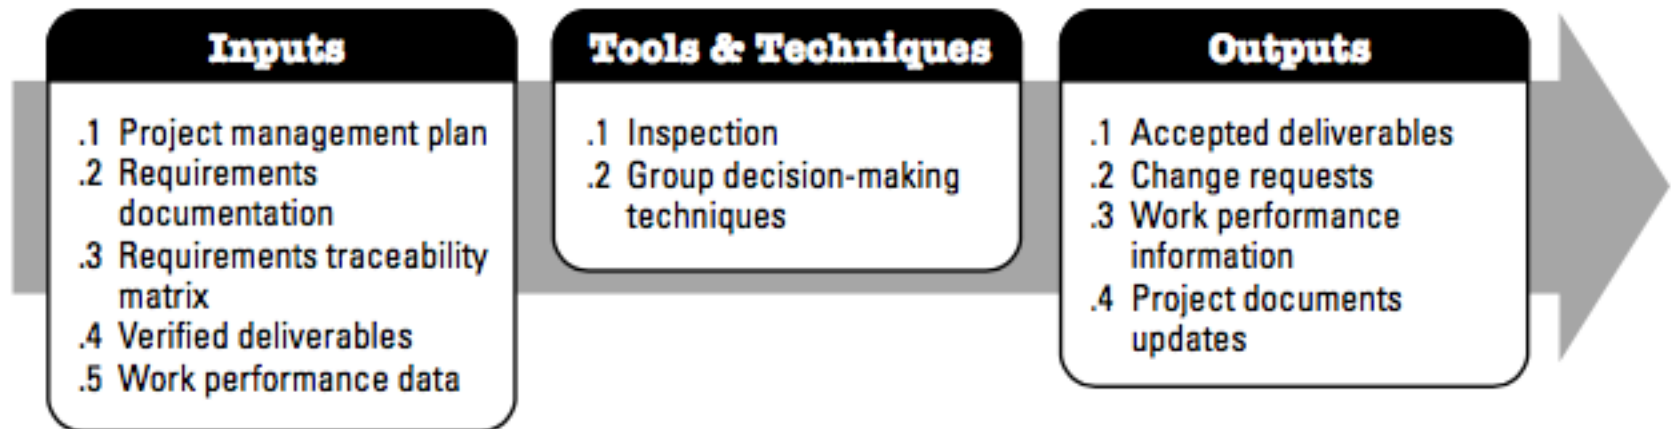 Inputs
.1 Project management plan
.2 Requirements
documentation
.3 Requirements traceability
matrix
.4 Verified deliverables
.5 Work performance data
Tools & Techniques
.1 Inspection
.2 Group decision-making
techniques
Outputs
.1 Accepted deliverables
.2 Change requests
.3 Work performance
information
.4 Project documents
updates